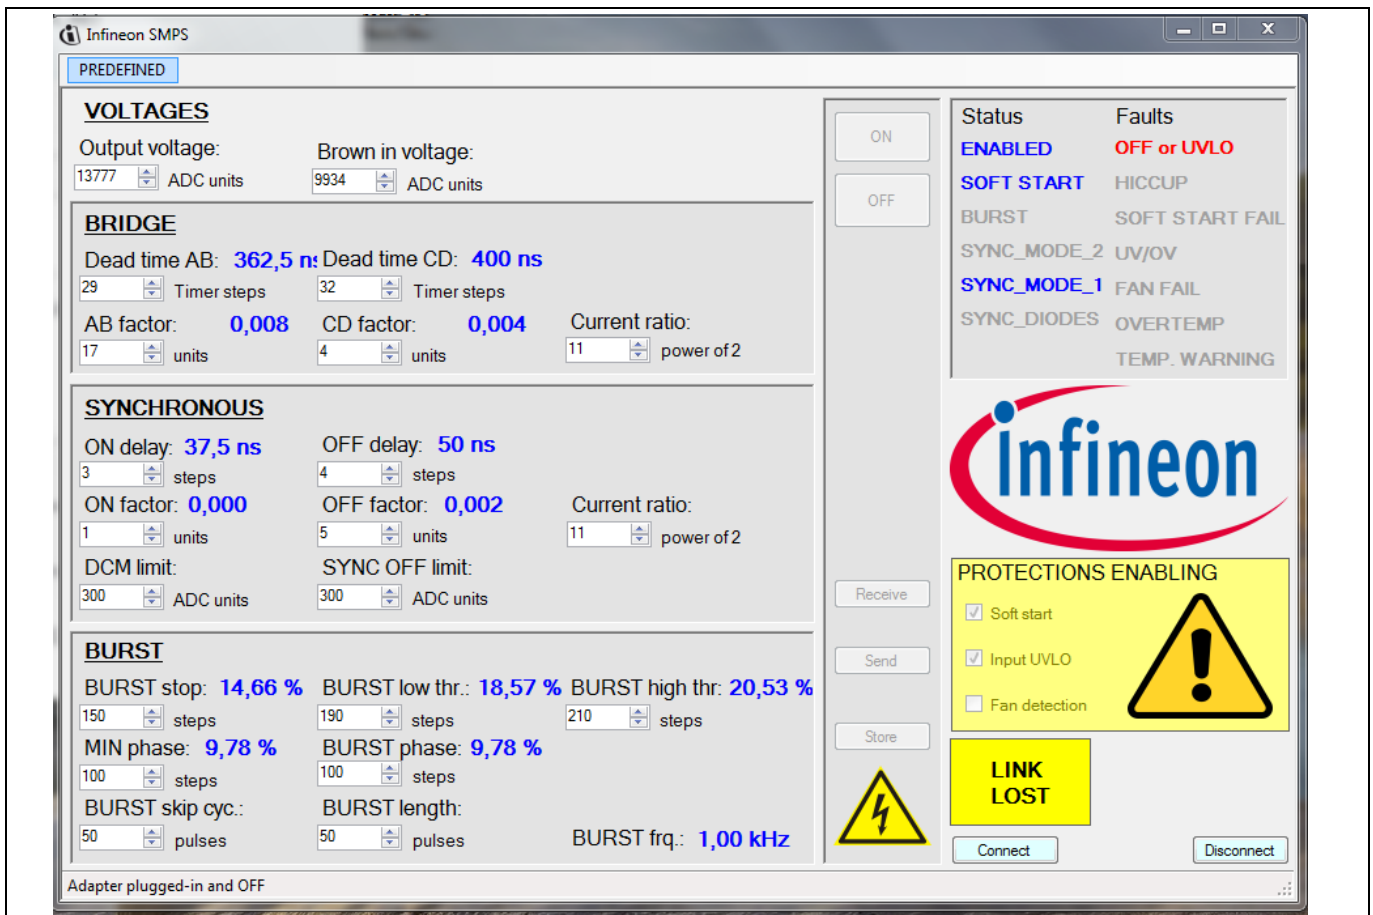 Infineon SMPS
PREDEFINED
VOLTAGES
Output voltage:
13777 ADC units
Brown in voltage:
9934 ADC units
BRIDGE
Dead time AB: 362,5 ns
29 Timer steps
Dead time CD: 400 ns
32 Timer steps
AB factor: 0,008
17 units
CD factor: 0,004
4 units
Current ratio:
11 power of 2
SYNCHRONOUS
ON delay: 37,5 ns
3 steps
OFF delay: 50 ns
4 steps
ON factor: 0,000
1 units
OFF factor: 0,002
5 units
Current ratio:
11 power of 2
DCM limit:
300 ADC units
SYNC OFF limit:
300 ADC units
BURST
BURST stop: 14,66 %
150 steps
BURST low thr.: 18,57 %
190 steps
BURST high thr: 20,53 %
210 steps
MIN phase: 9,78 %
100 steps
BURST phase: 9,78 %
100 steps
BURST skip cyc.:
50 pulses
BURST length:
50 pulses
BURST frq.: 1,00 kHz
ON
OFF
Receive
Send
Store
Status
ENABLED
SOFT START
BURST
SYNC_MODE_2
SYNC_MODE_1
SYNC_DIODES
Faults
OFF or UVLO
HICCUP
SOFT START FAIL
UV/OV
FAN FAIL
OVERTEMP
TEMP. WARNING
infineon
PROTECTIONS ENABLING
Soft start
Input UVLO
Fan detection
LINK
LOST
Connect
Disconnect
Adapter plugged-in and OFF